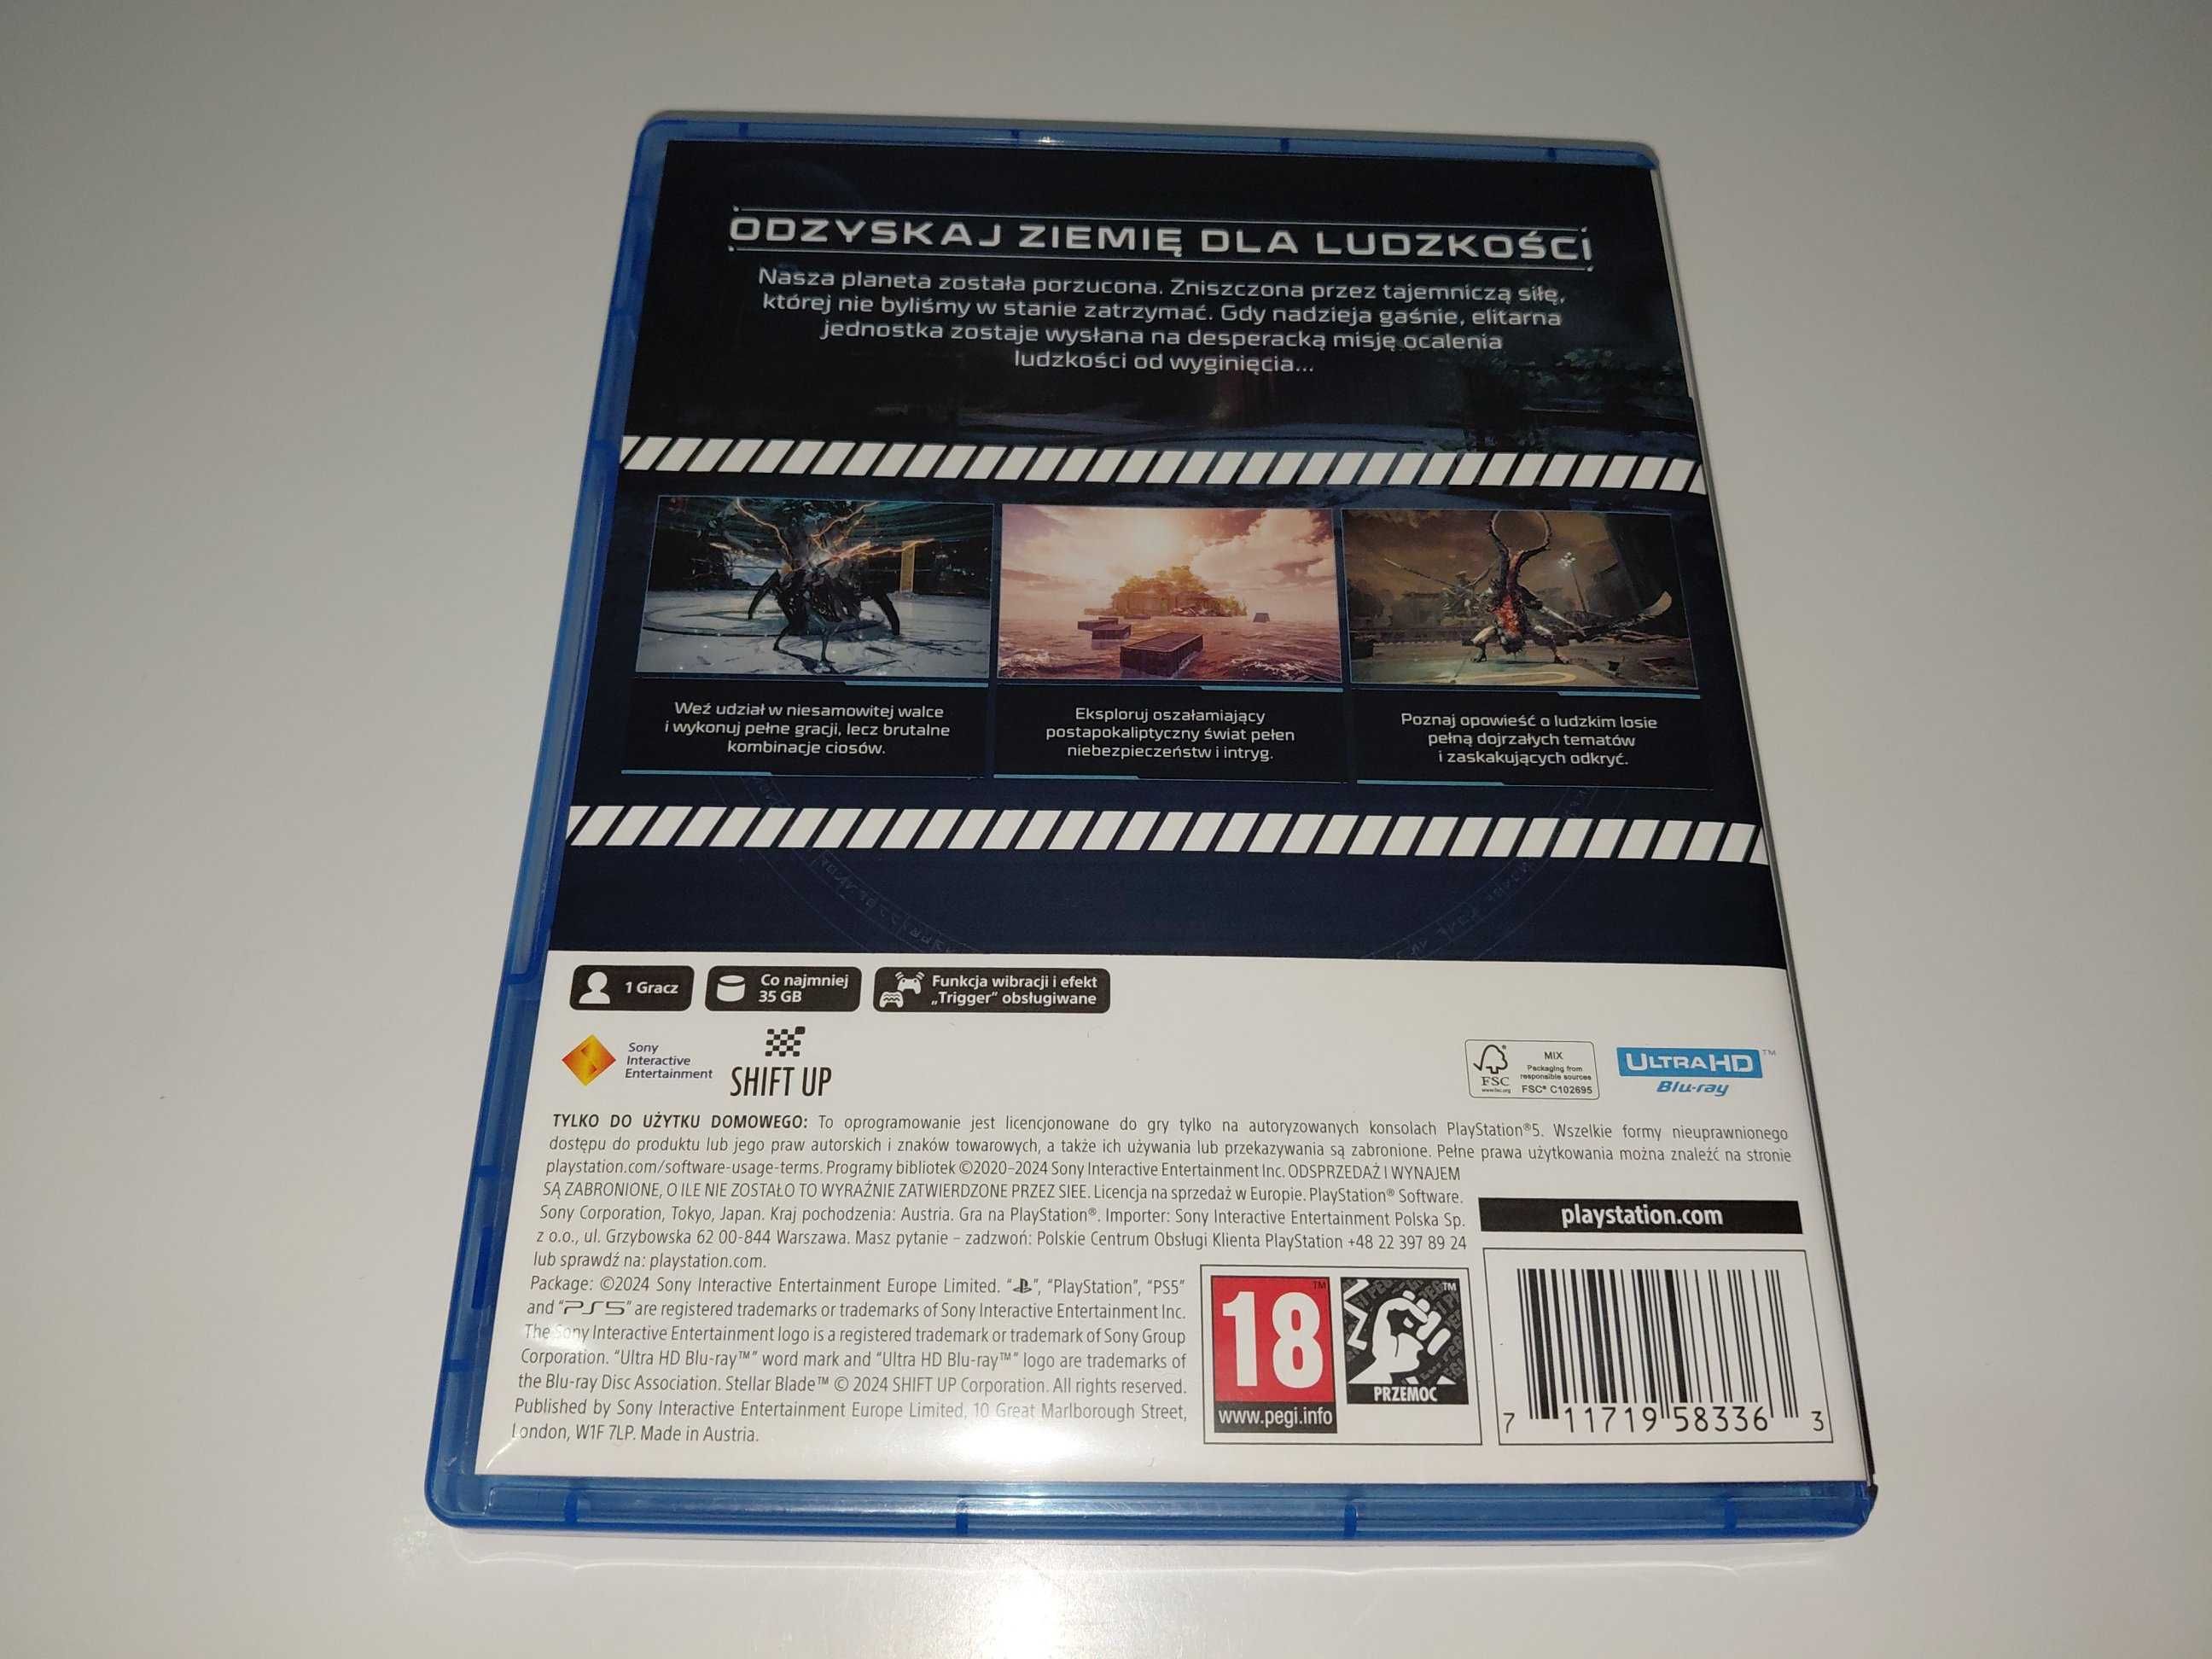 ODZYSKAJ ZIEMIĘ DLA LUDZKOŚCI
Nasza planeta została porzucona. Zniszczona przez tajemniczą siłę,
której nie byliśmy w stanie zatrzymać. Gdy nadzieja gaśnie, elitarna
jednostka zostaje wysłana na desperacką misję ocalenia
ludzkości od wyginięcia...
Weź udział w niesamowitej walce
i wykonuj pełne gracji, lecz brutalne
kombinacje ciosów.
Eksploruj oszałamiający
postapokaliptyczny świat pełen
niebezpieczeństw i intryg.
Poznaj opowieść o ludzkim losie
pełną dojrzałych tematów
i zaskakujących odkryć.
1 Gracz
Co najmniej
35 GB
Funkcja wibracji i efekt
„Trigger” obsługiwane
Sony
Interactive
Entertainment
SHIFT UP
FSC
www.fsc.org
MIX
Packaging from
responsible sources
FSC® C102695
ULTRA HD™
Blu-ray
TYLKO DO UŻYTKU DOMOWEGO: To oprogramowanie jest licencjonowane do gry tylko na autoryzowanych konsolach PlayStation®5. Wszelkie formy nieuprawnionego
dostępu do produktu lub jego praw autorskich i znaków towarowych, a także ich używania lub przekazywania są zabronione. Pełne prawa użytkowania można znaleźć na stronie
playstation.com/software-usage-terms. Programy bibliotek ©2020-2024 Sony Interactive Entertainment Inc. ODSPRZEDAŻ I WYNAJEM
SĄ ZABRONIONE, O ILE NIE ZOSTAŁO TO WYRAŹNIE ZATWIERDZONE PRZEZ SIEE. Licencja na sprzedaż w Europie. PlayStation® Software.
Sony Corporation, Tokyo, Japan. Kraj pochodzenia: Austria. Gra na PlayStation®. Importer: Sony Interactive Entertainment Polska Sp.
z o.o., ul. Grzybowska 62 00-844 Warszawa. Masz pytanie – zadzwoń: Polskie Centrum Obsługi Klienta PlayStation +48 22 397 89 24
lub sprawdź na: playstation.com.
Package: ©2024 Sony Interactive Entertainment Europe Limited. “”, “PlayStation”, “PS5”
and “PS5” are registered trademarks or trademarks of Sony Interactive Entertainment Inc.
The Sony Interactive Entertainment logo is a registered trademark or trademark of Sony Group
Corporation. “Ultra HD Blu-ray™” word mark and “Ultra HD Blu-ray™” logo are trademarks of
the Blu-ray Disc Association. Stellar Blade™ © 2024 SHIFT UP Corporation. All rights reserved.
Published by Sony Interactive Entertainment Europe Limited, 10 Great Marlborough Street,
London, W1F 7LP. Made in Austria.
playstation.com
18™
www.pegi.info
™
PRZEMOC
7 11719 58336 3